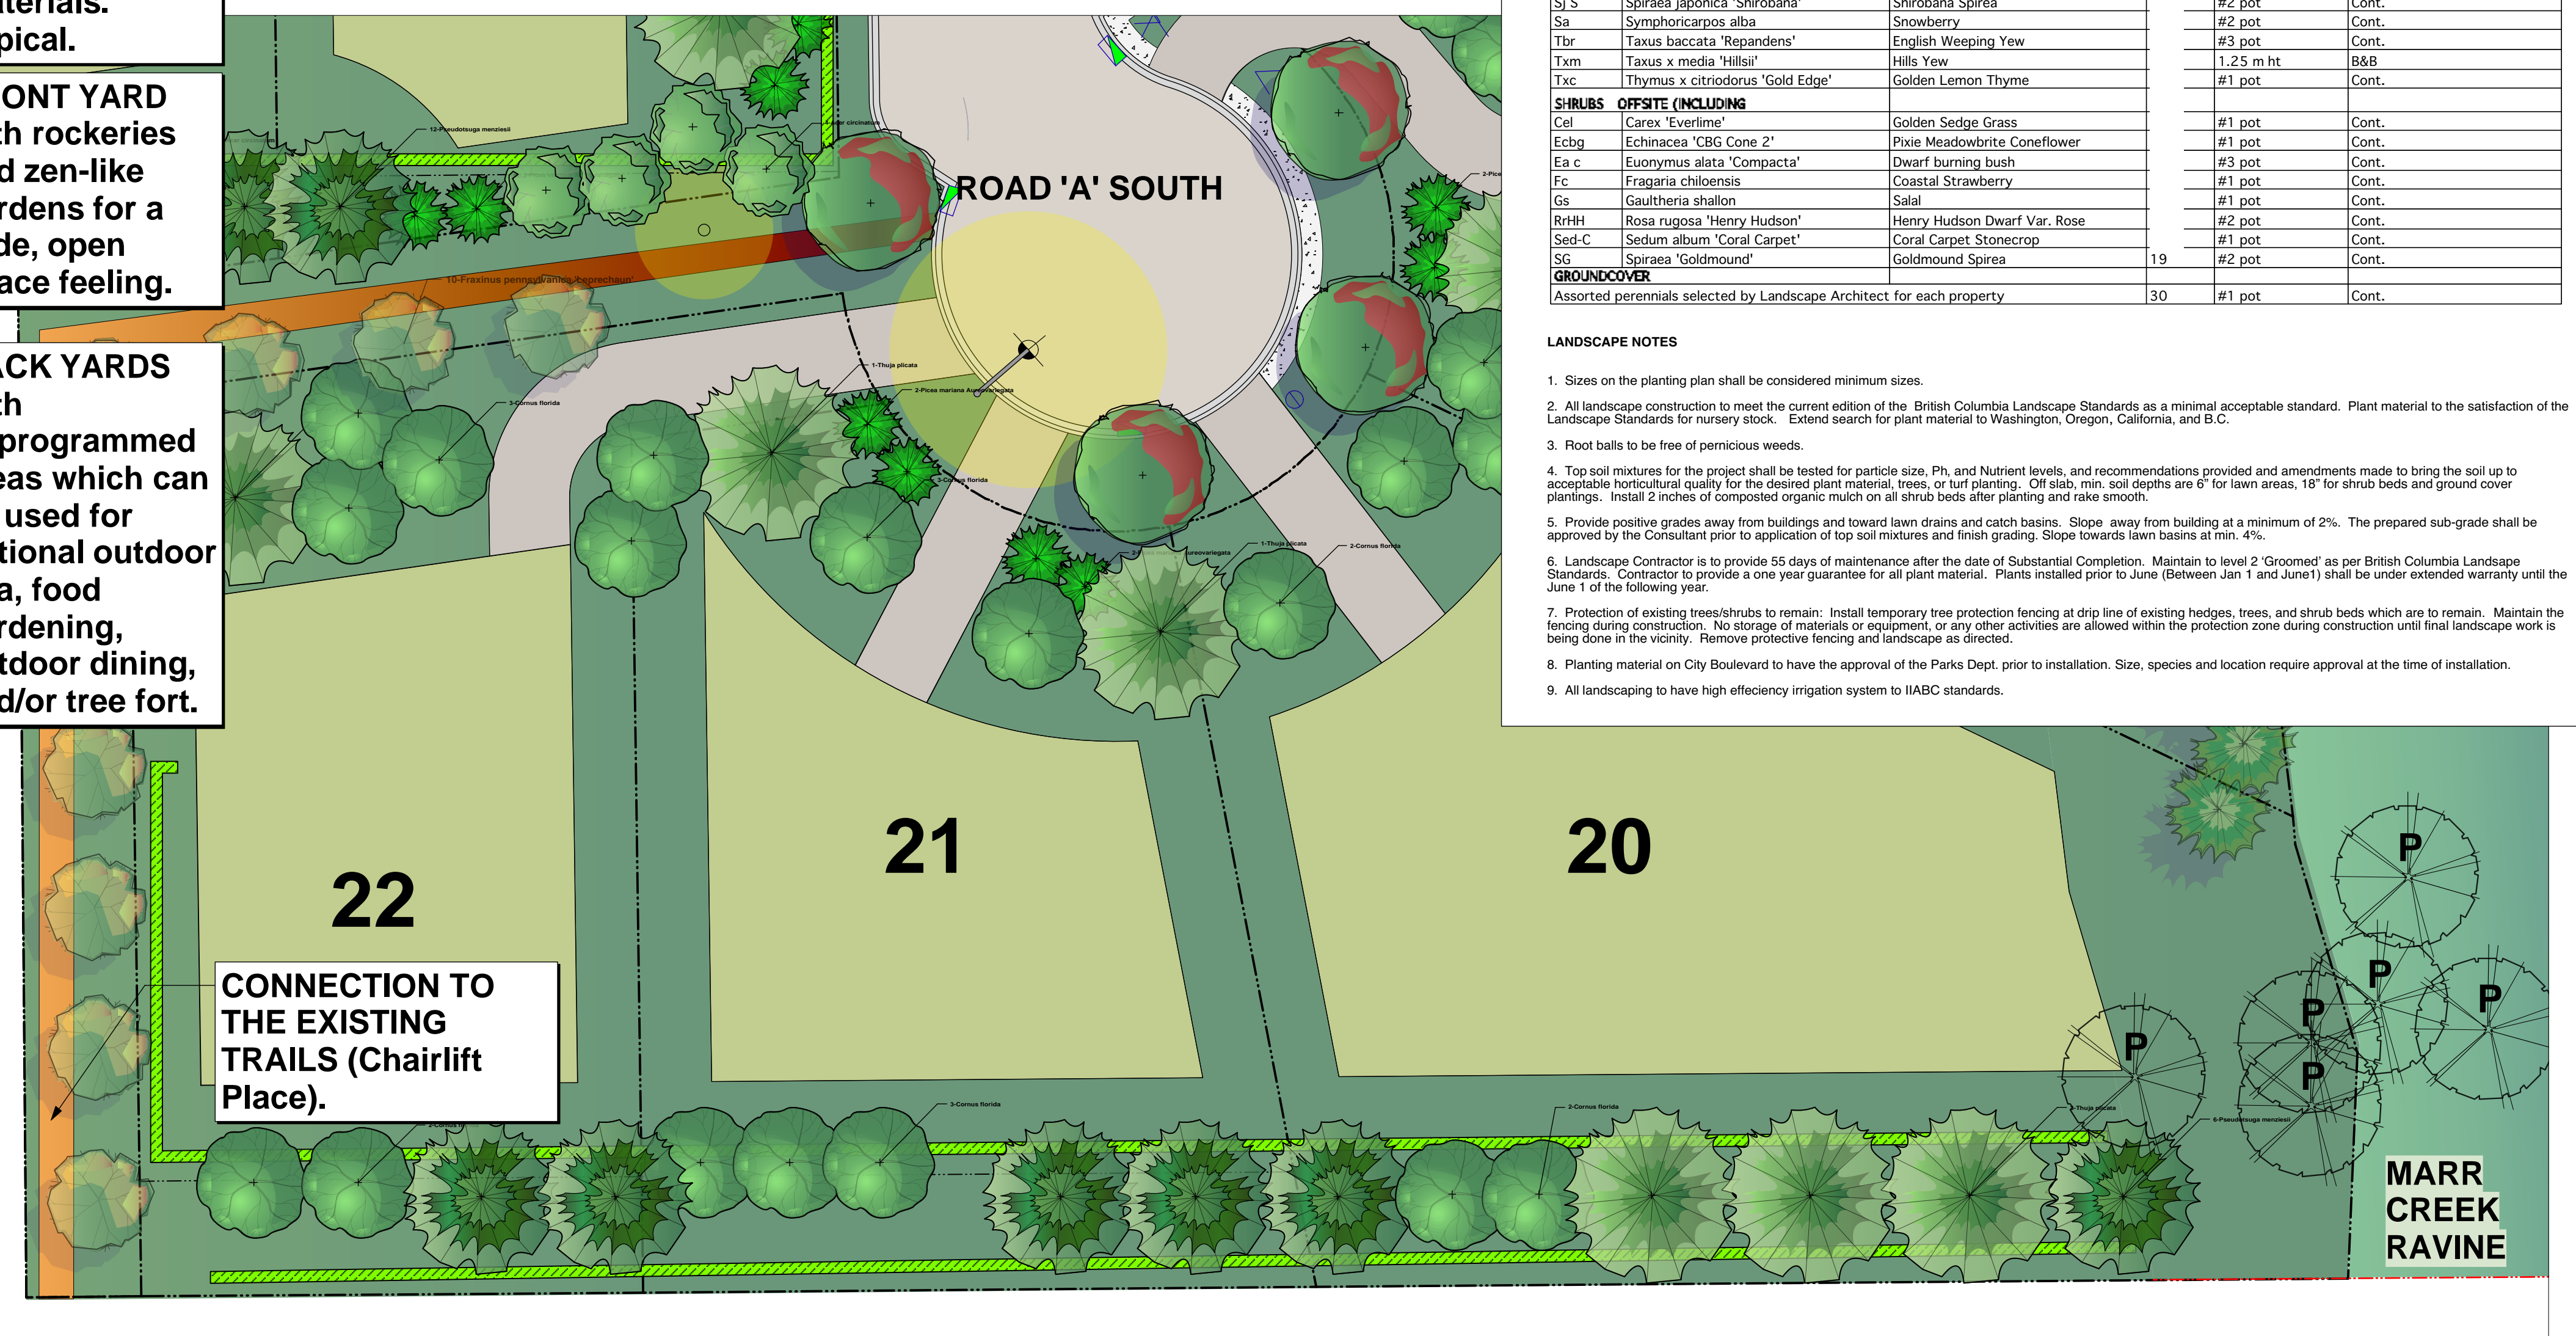 aterials.
pical.
ONT YARD
th rockeries
d zen-like
rdens for a
de, open
ace feeling.
ACK YARDS
th
programmed
eas which can
used for
tional outdoor
a, food
rdening,
tdoor dining,
d/or tree fort.
12-Pseudotsuga menziesii
ROAD 'A' SOUTH
2-Pice
10-Fraxinus pennsylvanica 'Leprechaun'
1-Thuja plicata
2-Picea mariana Aureovariegata
3-Cornus florida
3-Cornus florida
1-Thuja plicata
2-Cornus florida
22
21
20
CONNECTION TO
THE EXISTING
TRAILS (Chairlift
Place).
3-Cornus florida
2-Cornus florida
6-Pseudotsuga menziesii
P
P
P
P
P
P
MARR
CREEK
RAVINE
Sj S Spiraea japonica 'Shirobana' Shirobana Spirea #2 pot Cont.
Sa Symphoricarpos alba Snowberry #2 pot Cont.
Tbr Taxus baccata 'Repandens' English Weeping Yew #3 pot Cont.
Txm Taxus x media 'Hillsii' Hills Yew 1.25 m ht B&B
Txc Thymus x citriodorus 'Gold Edge' Golden Lemon Thyme #1 pot Cont.
SHRUBS OFFSITE (INCLUDING
Cel Carex 'Everlime' Golden Sedge Grass #1 pot Cont.
Ecbg Echinacea 'CBG Cone 2' Pixie Meadowbrite Coneflower #1 pot Cont.
Ea c Euonymus alata 'Compacta' Dwarf burning bush #3 pot Cont.
Fc Fragaria chiloensis Coastal Strawberry #1 pot Cont.
Gs Gaultheria shallon Salal #1 pot Cont.
RrHH Rosa rugosa 'Henry Hudson' Henry Hudson Dwarf Var. Rose #2 pot Cont.
Sed-C Sedum album 'Coral Carpet' Coral Carpet Stonecrop #1 pot Cont.
SG Spiraea 'Goldmound' Goldmound Spirea 19 #2 pot Cont.
GROUNDCOVER
Assorted perennials selected by Landscape Architect for each property 30 #1 pot Cont.
LANDSCAPE NOTES
1. Sizes on the planting plan shall be considered minimum sizes.
2. All landscape construction to meet the current edition of the British Columbia Landscape Standards as a minimal acceptable standard. Plant material to the satisfaction of the
Landscape Standards for nursery stock. Extend search for plant material to Washington, Oregon, California, and B.C.
3. Root balls to be free of pernicious weeds.
4. Top soil mixtures for the project shall be tested for particle size, Ph, and Nutrient levels, and recommendations provided and amendments made to bring the soil up to
acceptable horticultural quality for the desired plant material, trees, or turf planting. Off slab, min. soil depths are 6” for lawn areas, 18” for shrub beds and ground cover
plantings. Install 2 inches of composted organic mulch on all shrub beds after planting and rake smooth.
5. Provide positive grades away from buildings and toward lawn drains and catch basins. Slope away from building at a minimum of 2%. The prepared sub-grade shall be
approved by the Consultant prior to application of top soil mixtures and finish grading. Slope towards lawn basins at min. 4%.
6. Landscape Contractor is to provide 55 days of maintenance after the date of Substantial Completion. Maintain to level 2 ‘Groomed’ as per British Columbia Landspape
Standards. Contractor to provide a one year guarantee for all plant material. Plants installed prior to June (Between Jan 1 and June1) shall be under extended warranty until the
June 1 of the following year.
7. Protection of existing trees/shrubs to remain: Install temporary tree protection fencing at drip line of existing hedges, trees, and shrub beds which are to remain. Maintain the
fencing during construction. No storage of materials or equipment, or any other activities are allowed within the protection zone during construction until final landscape work is
being done in the vicinity. Remove protective fencing and landscape as directed.
8. Planting material on City Boulevard to have the approval of the Parks Dept. prior to installation. Size, species and location require approval at the time of installation.
9. All landscaping to have high effeciency irrigation system to IIABC standards.